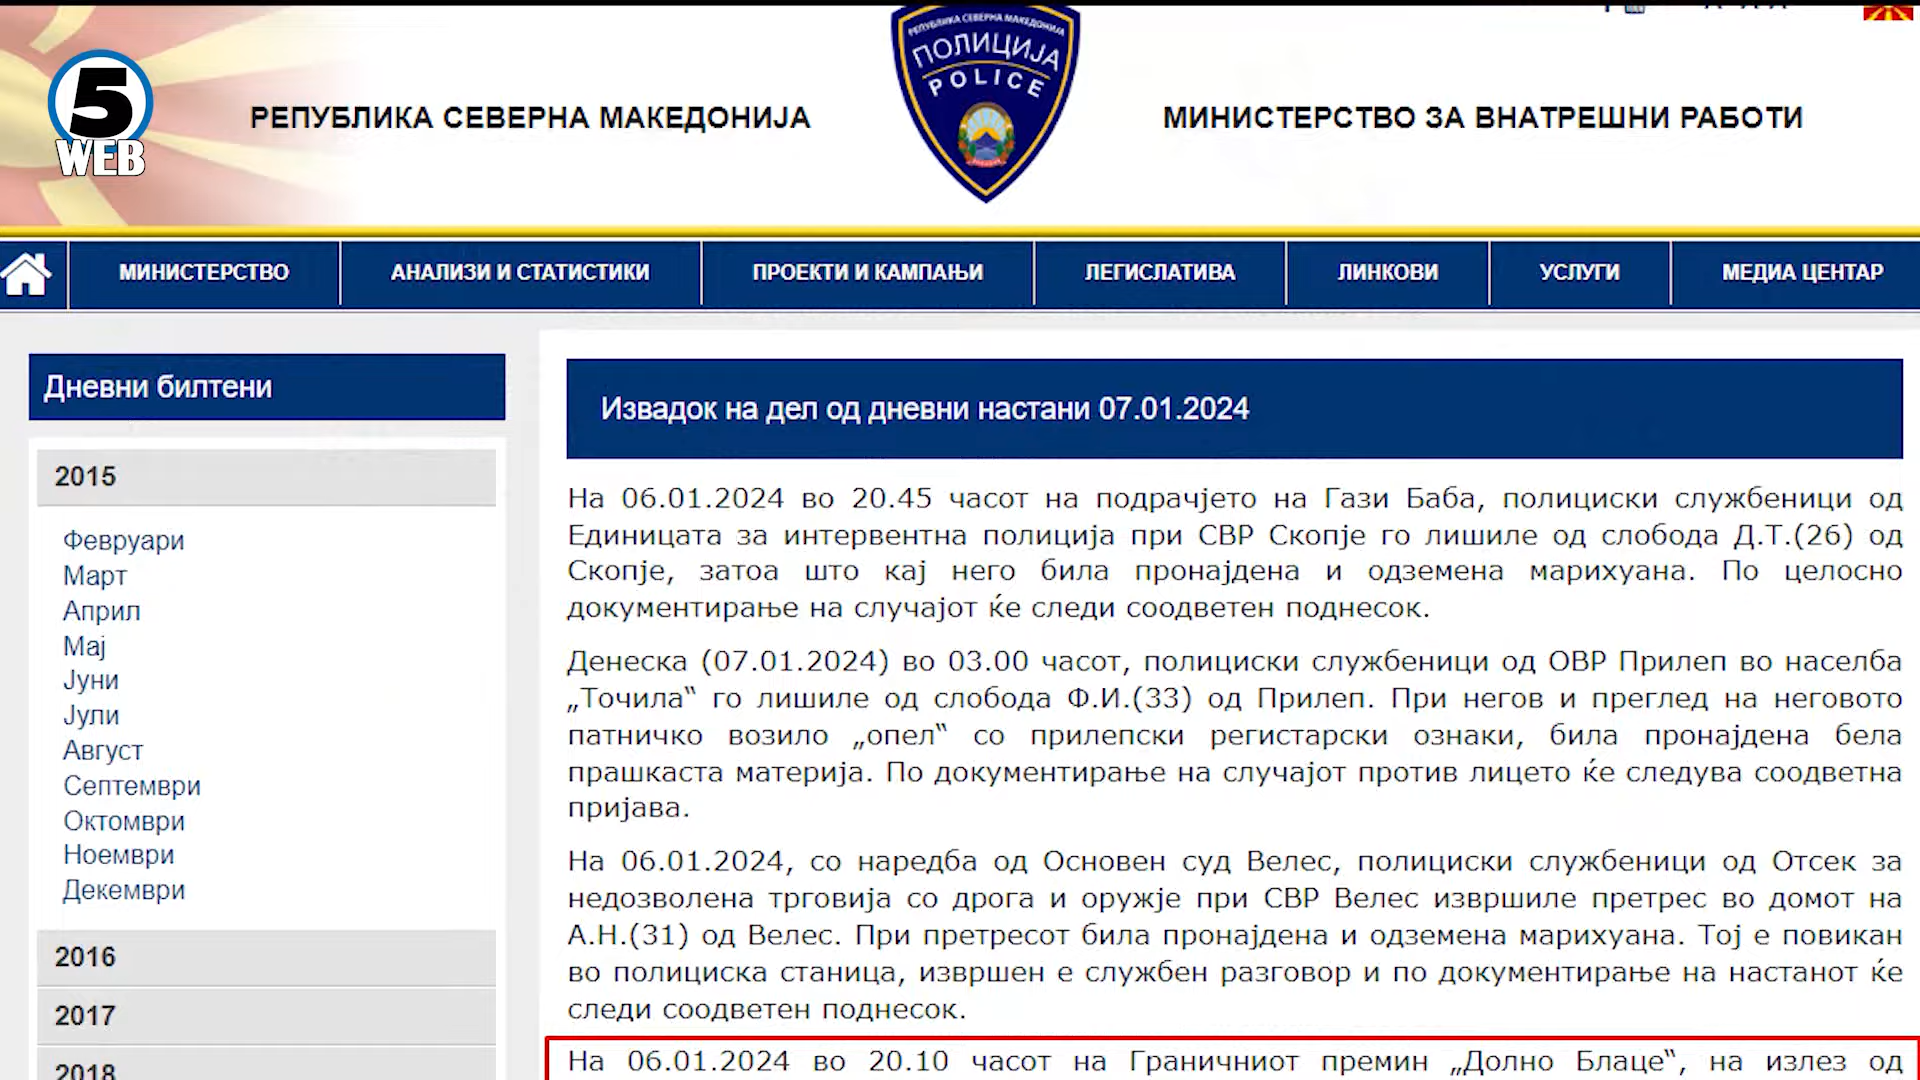 РЕПУБЛИКА СЕВЕРНА МАКЕДОНИЈА
ПОЛИЦИЈА
POLICE
5
WEB
РЕПУБЛИКА СЕВЕРНА МАКЕДОНИЈА
МИНИСТЕРСТВО ЗА ВНАТРЕШНИ РАБОТИ
МИНИСТЕРСТВО
АНАЛИЗИ И СТАТИСТИКИ
ПРОЕКТИ И КАМПАЊИ
ЛЕГИСЛАТИВА
ЛИНКОВИ
УСЛУГИ
МЕДИА ЦЕНТАР
Дневни билтени
2015
Февруари
Март
Април
Мај
Јуни
Јули
Август
Септември
Октомври
Ноември
Декември
2016
2017
2018
Извадок на дел од дневни настани 07.01.2024
На 06.01.2024 во 20.45 часот на подрачјето на Гази Баба, полициски службеници од
Единицата за интервентна полиција при СВР Скопје го лишиле од слобода Д.Т.(26) од
Скопје, затоа што кај него била пронајдена и одземена марихуана. По целосно
документирање на случајот ќе следи соодветен поднесок.
Денеска (07.01.2024) во 03.00 часот, полициски службеници од ОВР Прилеп во населба
„Точила“ го лишиле од слобода Ф.И.(33) од Прилеп. При негов и преглед на неговото
патничко возило „опел“ со прилепски регистарски ознаки, била пронајдена бела
прашкаста материја. По документирање на случајот против лицето ќе следува соодветна
пријава.
На 06.01.2024, со наредба од Основен суд Велес, полициски службеници од Отсек за
недозволена трговија со дрога и оружје при СВР Велес извршиле претрес во домот на
А.Н.(31) од Велес. При претресот била пронајдена и одземена марихуана. Тој е повикан
во полициска станица, извршен е службен разговор и по документирање на настанот ќе
следи соодветен поднесок.
На 06.01.2024 во 20.10 часот на Граничниот премин „Долно Блаце“, на излез од